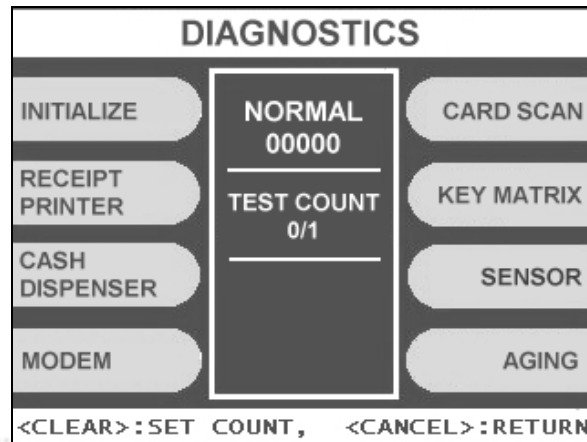 DIAGNOSTICS
INITIALIZE
RECEIPT
PRINTER
CASH
DISPENSER
MODEM
NORMAL
00000
TEST COUNT
0/1
CARD SCAN
KEY MATRIX
SENSOR
AGING
<CLEAR>:SET COUNT, <CANCEL>:RETURN